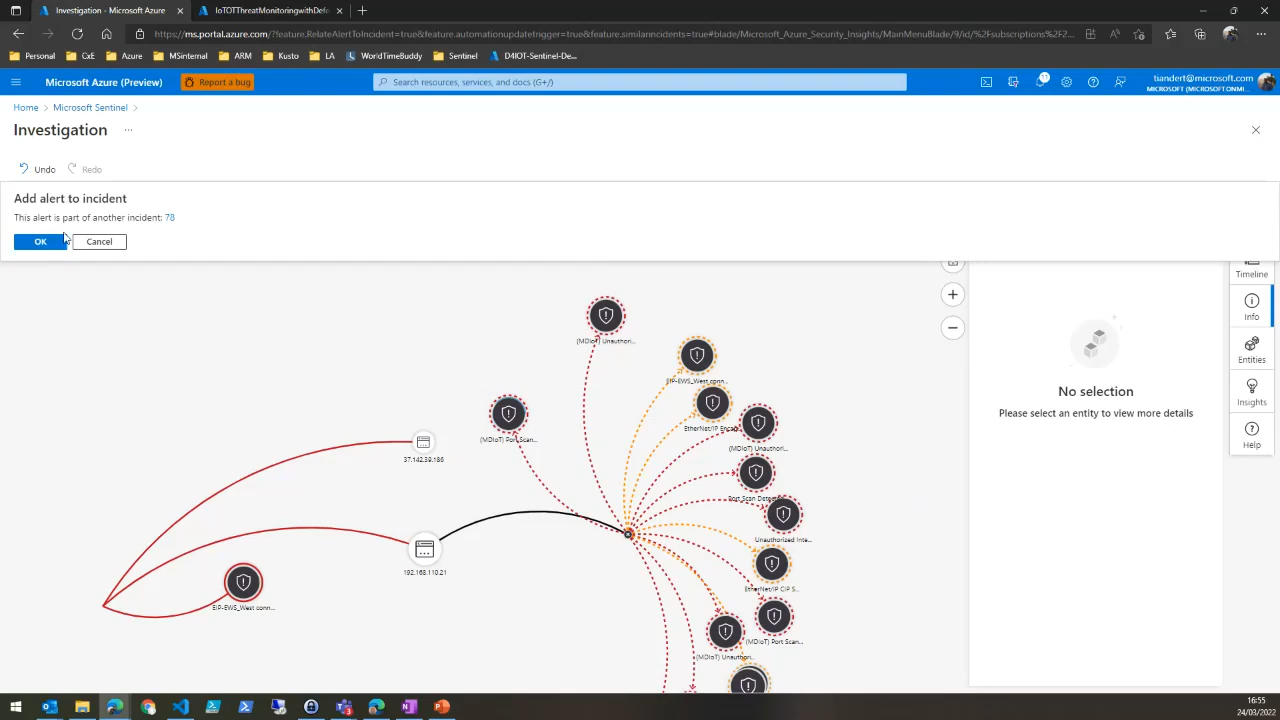 Investigation - Microsoft Azure
IoTOTThreatMonitoringwithDefe
https://ms.portal.azure.com/?feature.RelateAlertToIncident=true&feature.automationupdatetrigger=true&feature.similarincidents=true#blade/Microsoft_Azure_Security_Insights/MainMenuBlade/9/id/%2Fsubscriptions%2F2...
Personal
CxE
Azure
MSinternal
ARM
Kusto
LA
WorldTimeBuddy
Sentinel
D4IOT-Sentinel-De...
Microsoft Azure (Preview)
Report a bug
Search resources, services, and docs (G+/)
tiandert@microsoft.com
MICROSOFT (MICROSOFT.ONMI...
Home > Microsoft Sentinel >
Investigation ...
Undo
Redo
Add alert to incident
This alert is part of another incident: 78
OK
Cancel
Timeline
Info
Entities
Insights
Help
No selection
Please select an entity to view more details
(MDIoT) Unauthori...
EIP-EWS_West conn...
EtherNet/IP Encap
(MDIoT) Port Scan...
(MDIoT) Unauthori...
37.142.39.186
Port Scan Detec
Unauthorized Inte...
192.168.110.21
EtherNet/IP CIP S...
EIP-EWS_West conn...
(MDIoT) Port Scan...
(MDIoT) Unauthori...
16:55
24/03/2022